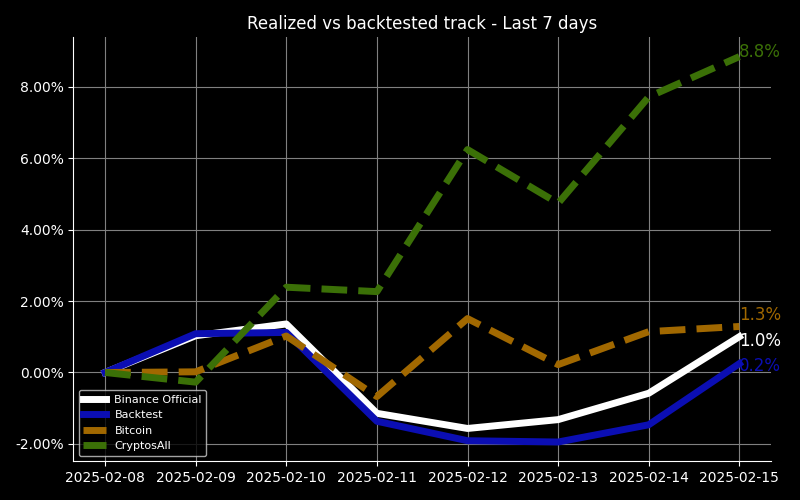 Realized vs backtested track - Last 7 days
8.8%
8.00%
6.00%
4.00%
2.00%
1.3%
1.0%
0.2%
0.00%
Binance Official
Backtest
Bitcoin
CryptosAll
-2.00%
2025-02-08 2025-02-09 2025-02-10 2025-02-11 2025-02-12 2025-02-13 2025-02-14 2025-02-15